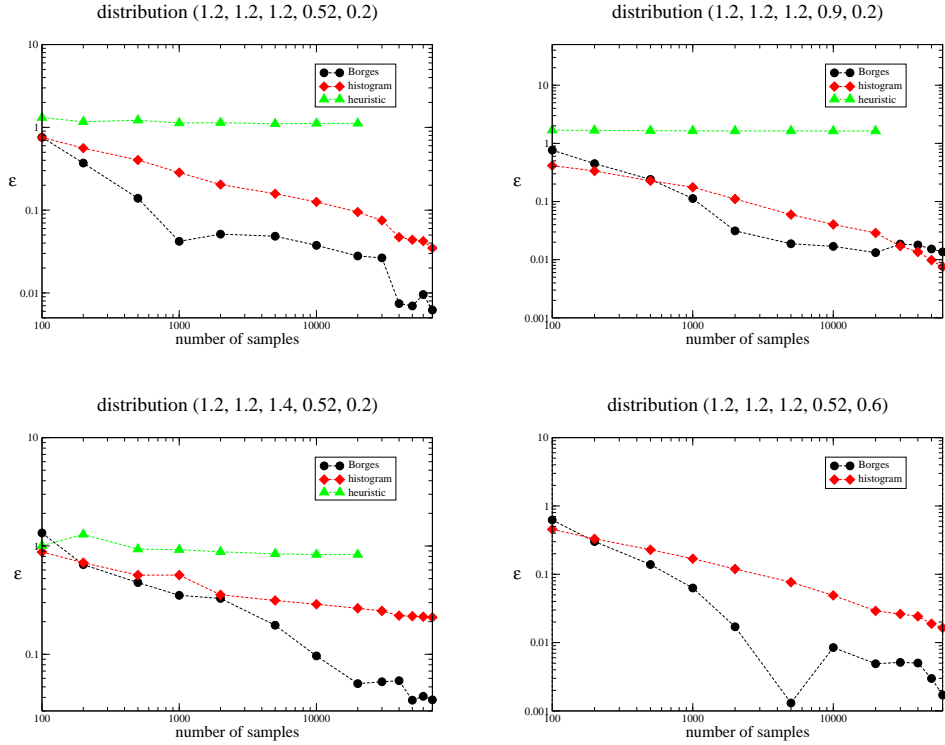 distribution (1.2, 1.2, 1.2, 0.52, 0.2)
10
1
0.1
0.01
ε
100
1000
10000
number of samples
Borges
histogram
heuristic
distribution (1.2, 1.2, 1.2, 0.9, 0.2)
10
1
0.1
0.01
0.001
ε
100
1000
10000
number of samples
Borges
histogram
heuristic
distribution (1.2, 1.2, 1.4, 0.52, 0.2)
10
1
0.1
ε
100
1000
10000
number of samples
Borges
histogram
heuristic
distribution (1.2, 1.2, 1.2, 0.52, 0.6)
10
1
0.1
0.01
0.001
ε
100
1000
10000
number of samples
Borges
histogram